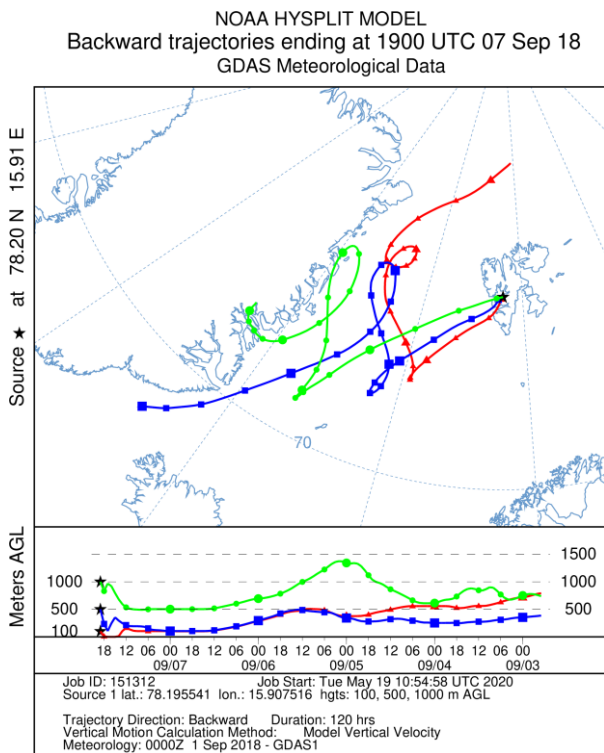 NOAA HYSPLIT MODEL
Backward trajectories ending at 1900 UTC 07 Sep 18
GDAS Meteorological Data
Source ★ at 78.20 N 15.91 E
70
Meters AGL
1500
1000
1000
500
500
100
18 12 06 00 18 12 06 00 18 12 06 00 18 12 06 00 18 12 06 00
09/07 09/06 09/05 09/04 09/03
Job ID: 151312 Job Start: Tue May 19 10:54:58 UTC 2020
Source 1 lat.: 78.195541 lon.: 15.907516 hgts: 100, 500, 1000 m AGL
Trajectory Direction: Backward Duration: 120 hrs
Vertical Motion Calculation Method: Model Vertical Velocity
Meteorology: 0000Z 1 Sep 2018 - GDAS1